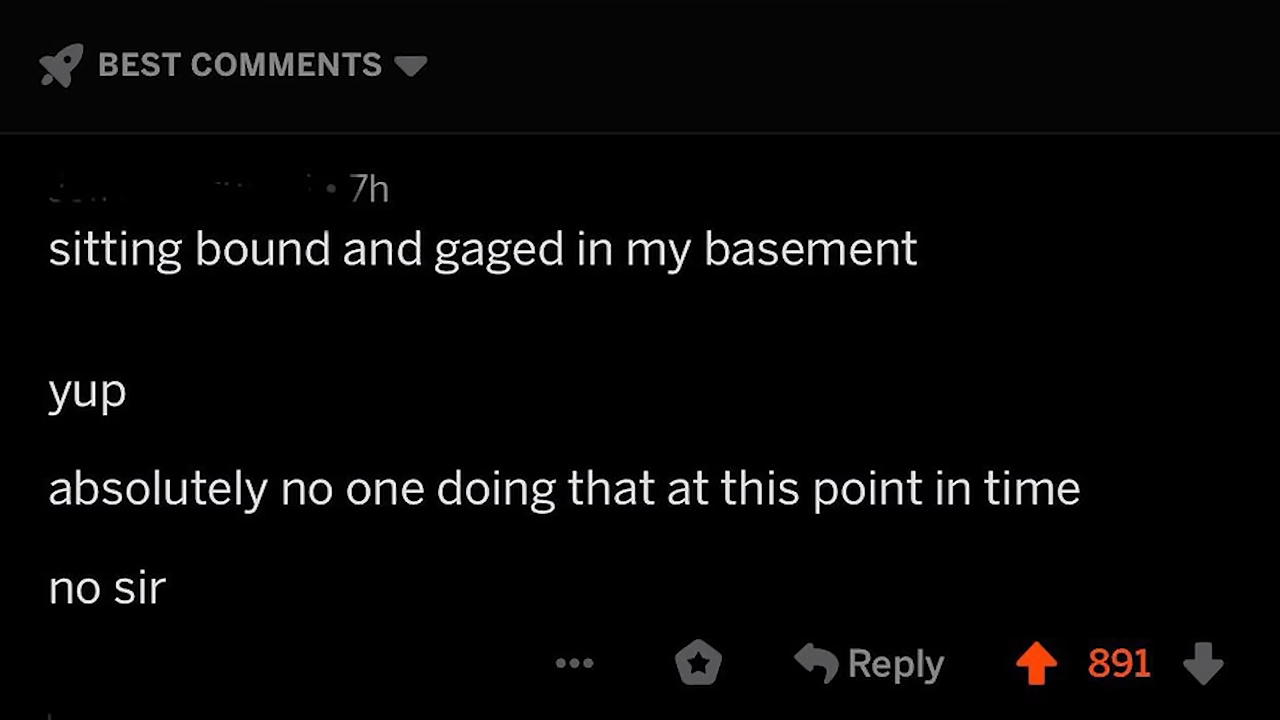 BEST COMMENTS
• 7h
sitting bound and gaged in my basement
yup
absolutely no one doing that at this point in time
no sir
Reply 891